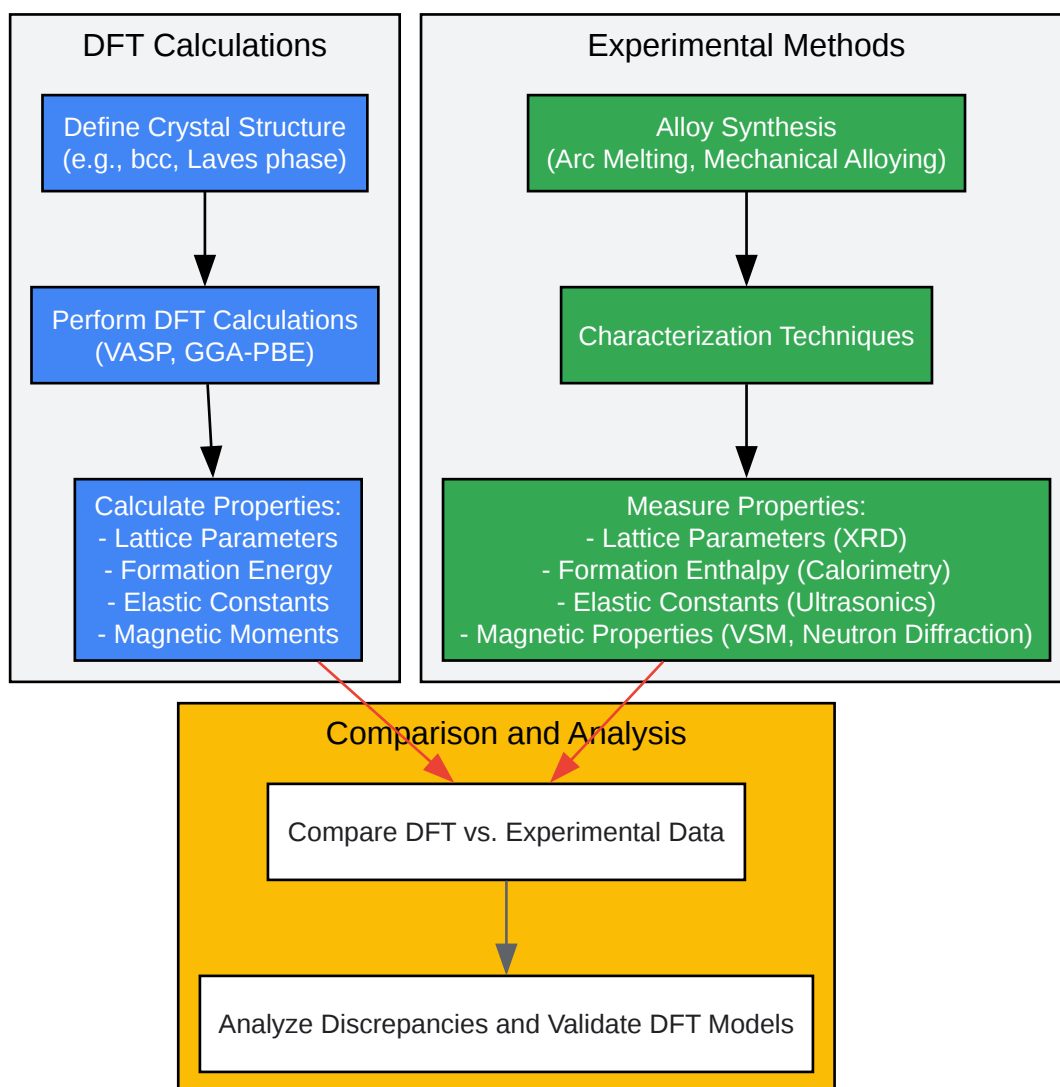 DFT Calculations
Define Crystal Structure
(e.g., bcc, Laves phase)
Perform DFT Calculations
(VASP, GGA-PBE)
Calculate Properties:
- Lattice Parameters
- Formation Energy
- Elastic Constants
- Magnetic Moments
Experimental Methods
Alloy Synthesis
(Arc Melting, Mechanical Alloying)
Characterization Techniques
Measure Properties:
- Lattice Parameters (XRD)
- Formation Enthalpy (Calorimetry)
- Elastic Constants (Ultrasonics)
- Magnetic Properties (VSM, Neutron Diffraction)
Comparison and Analysis
Compare DFT vs. Experimental Data
Analyze Discrepancies and Validate DFT Models